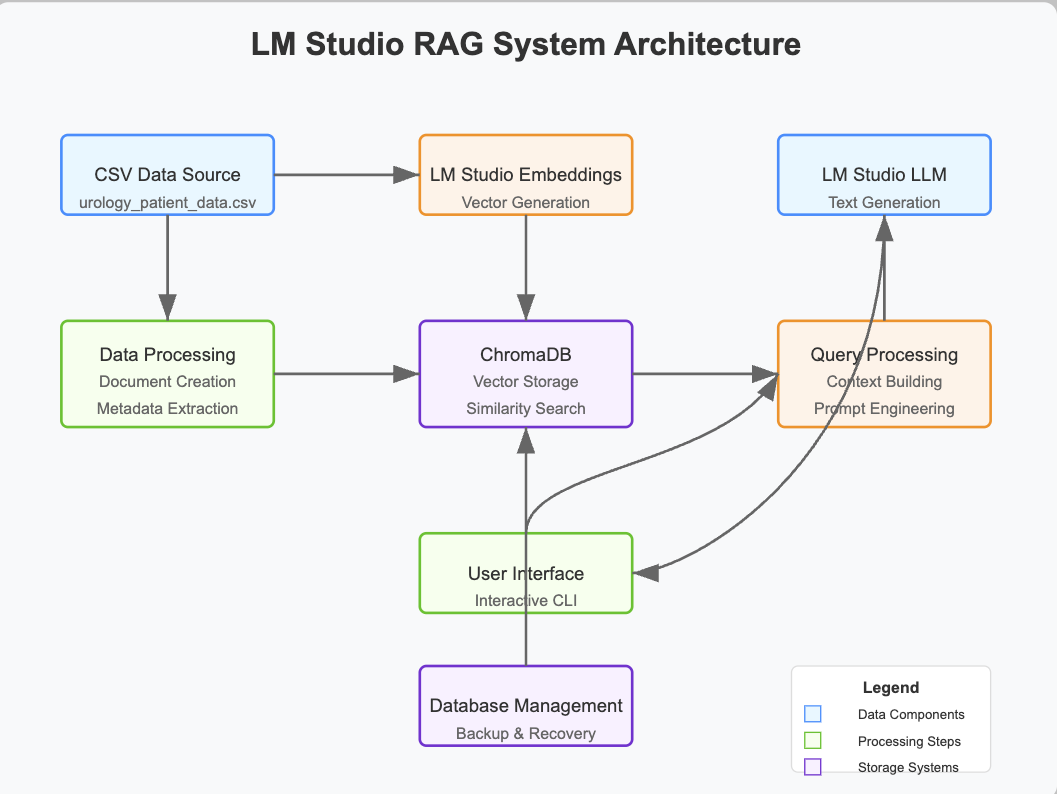 LM Studio RAG System Architecture
CSV Data Source
urology_patient_data.csv
LM Studio Embeddings
Vector Generation
LM Studio LLM
Text Generation
Data Processing
Document Creation
Metadata Extraction
ChromaDB
Vector Storage
Similarity Search
Query Processing
Context Building
Prompt Engineering
User Interface
Interactive CLI
Database Management
Backup & Recovery
Legend
Data Components
Processing Steps
Storage Systems